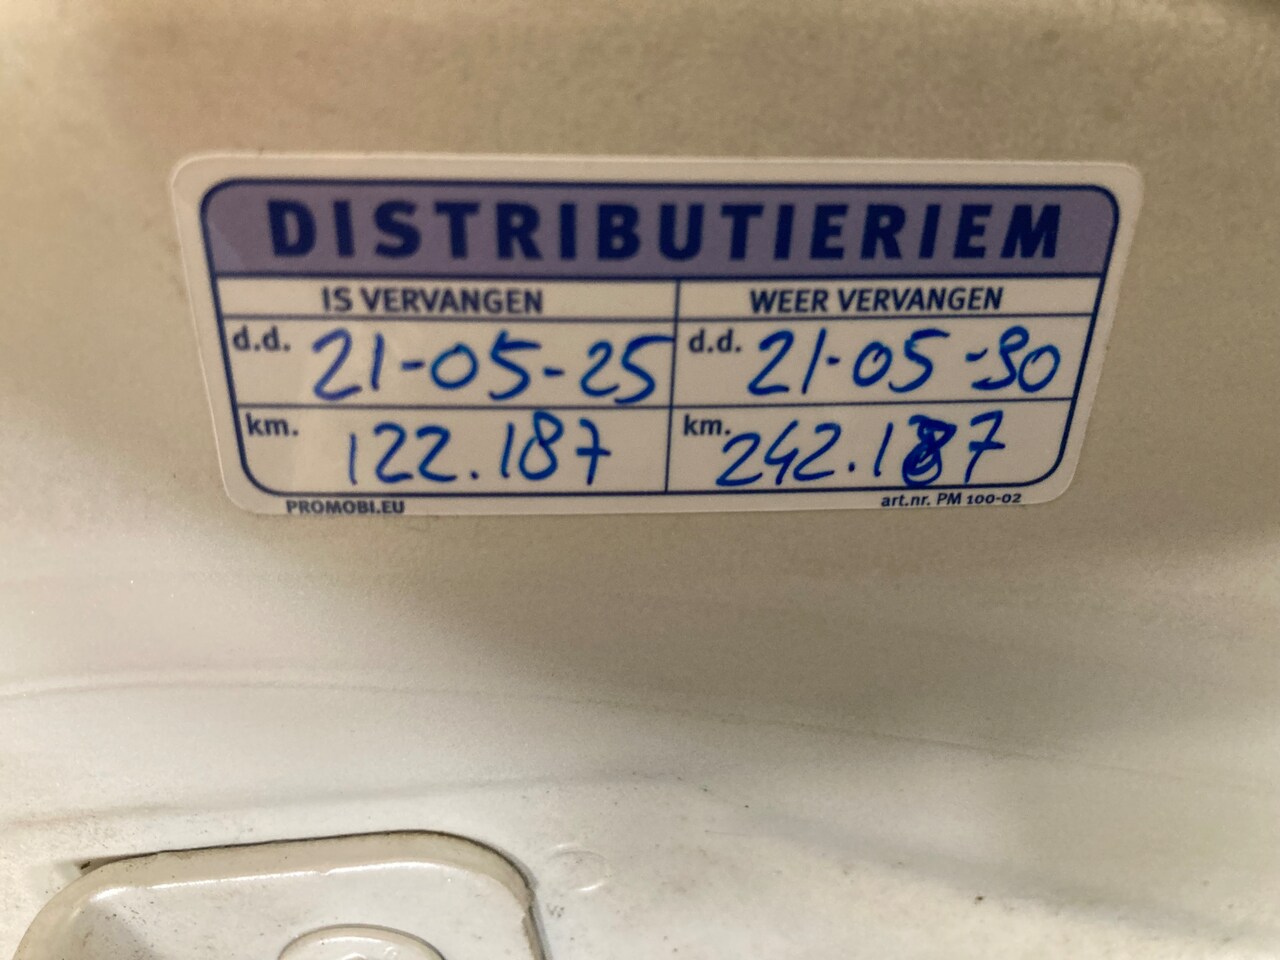 DISTRIBUTIERIEM
IS VERVANGEN WEER VERVANGEN
d.d. 21-05-25 d.d. 21-05-30
km. 122.187 km. 242.187
PROMOBI.EU art.nr. PM 100-02